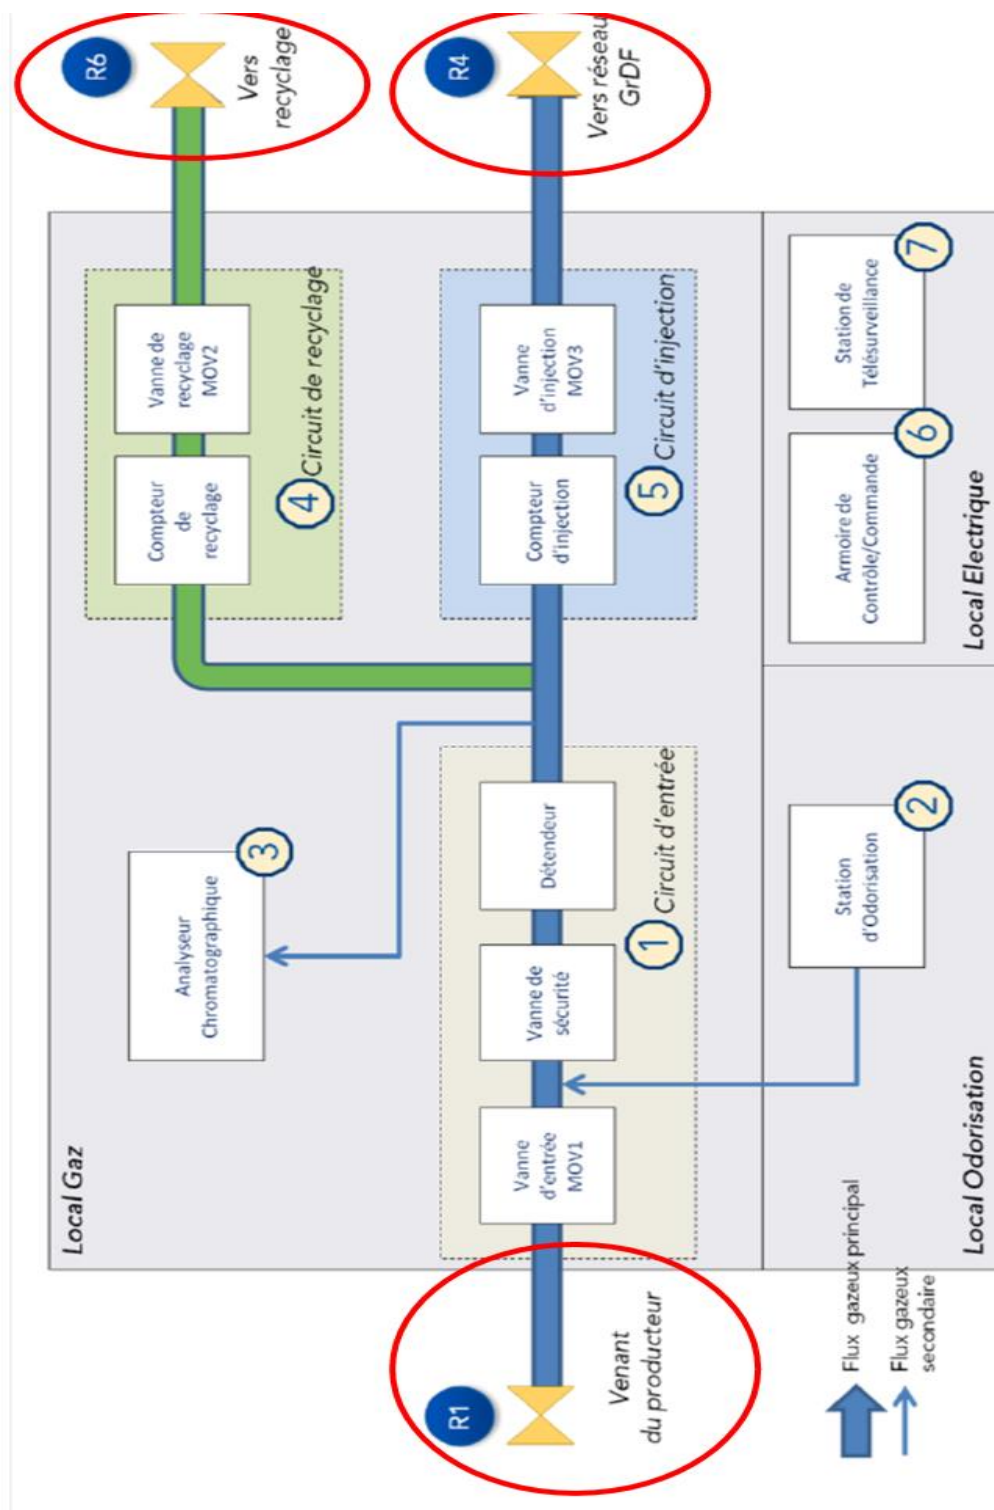 R6
Vers
recyclage
R4
Vers réseau
GrDF
Vanne de
recyclage
MOV2
Compteur
de
recyclage
4
Circuit de recyclage
Vanne
d'injection
MOV3
Compteur
d'injection
5
Circuit d'injection
Station de
Télésurveillance
7
Armoire de
Contrôle/Commande
6
Local Electrique
Analyseur
Chromatographique
3
Détendeur
Vanne de
sécurité
Vanne
d'entrée
MOV1
1
Circuit d'entrée
Station
d'Odorisation
2
Local Odorisation
Local Gaz
R1
Venant
du producteur
Flux gazeux principal
Flux gazeux
secondaire